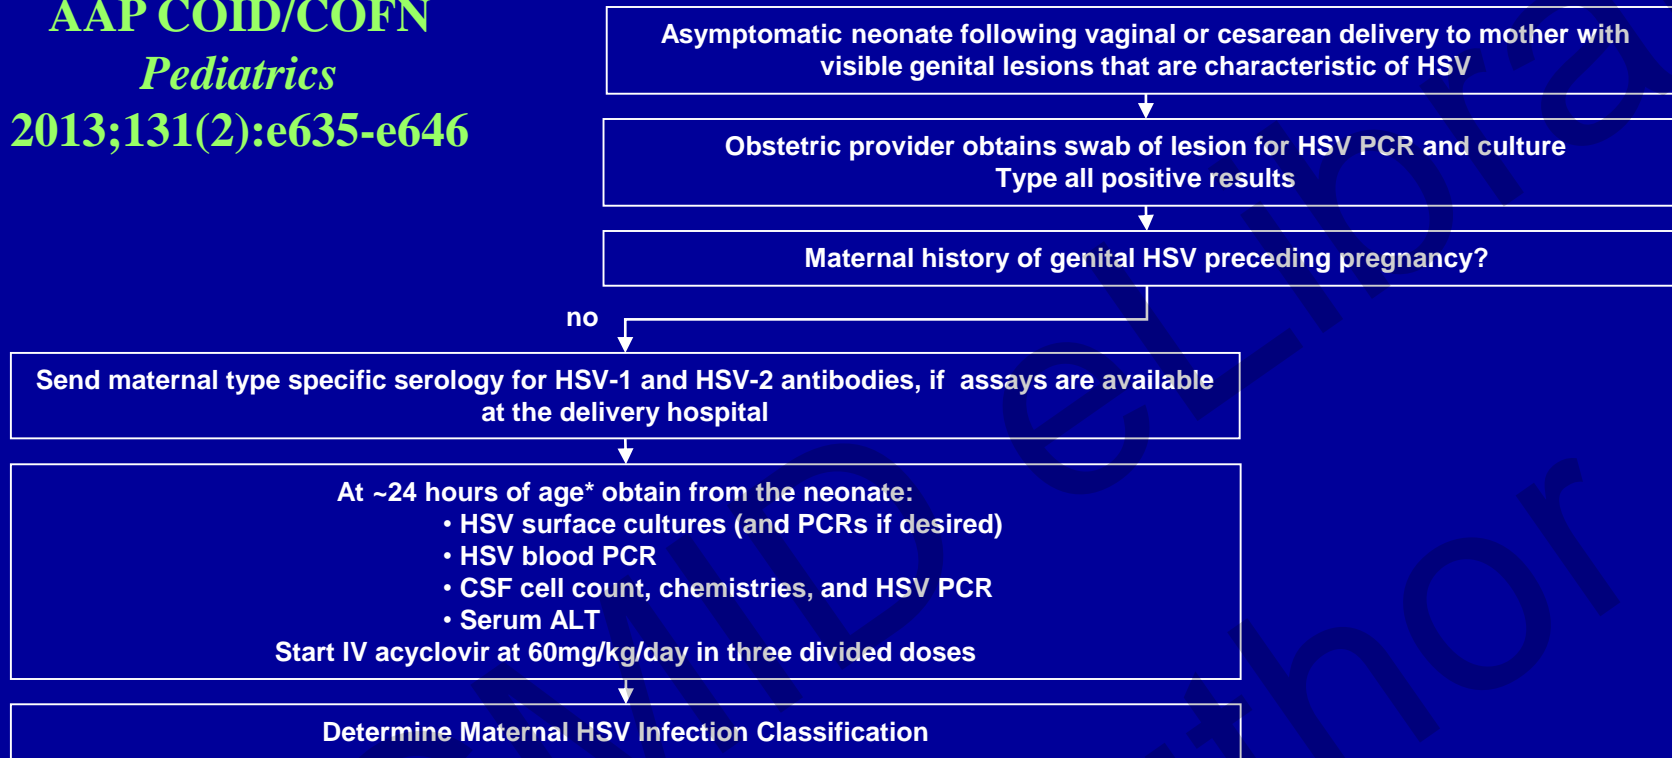 AAP COID/COFN
Pediatrics
2013;131(2):e635-e646
Asymptomatic neonate following vaginal or cesarean delivery to mother with
visible genital lesions that are characteristic of HSV
Obstetric provider obtains swab of lesion for HSV PCR and culture
Type all positive results
Maternal history of genital HSV preceding pregnancy?
no
Send maternal type specific serology for HSV-1 and HSV-2 antibodies, if assays are available
at the delivery hospital
At ~24 hours of age* obtain from the neonate:
• HSV surface cultures (and PCRs if desired)
• HSV blood PCR
• CSF cell count, chemistries, and HSV PCR
• Serum ALT
Start IV acyclovir at 60mg/kg/day in three divided doses
Determine Maternal HSV Infection Classification